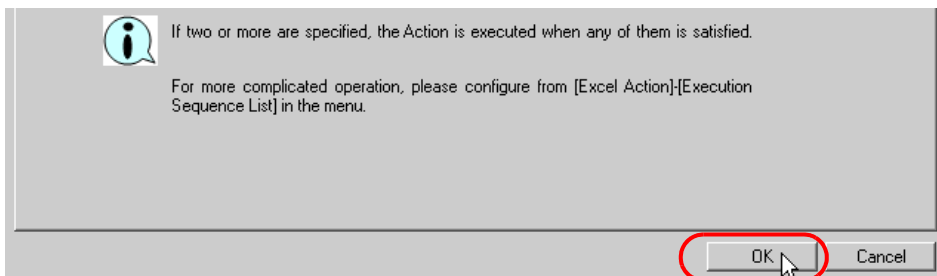 If two or more are specified, the Action is executed when any of them is satisfied.
For more complicated operation, please configure from [Excel Action]-[Execution
Sequence List] in the menu.
OK
Cancel